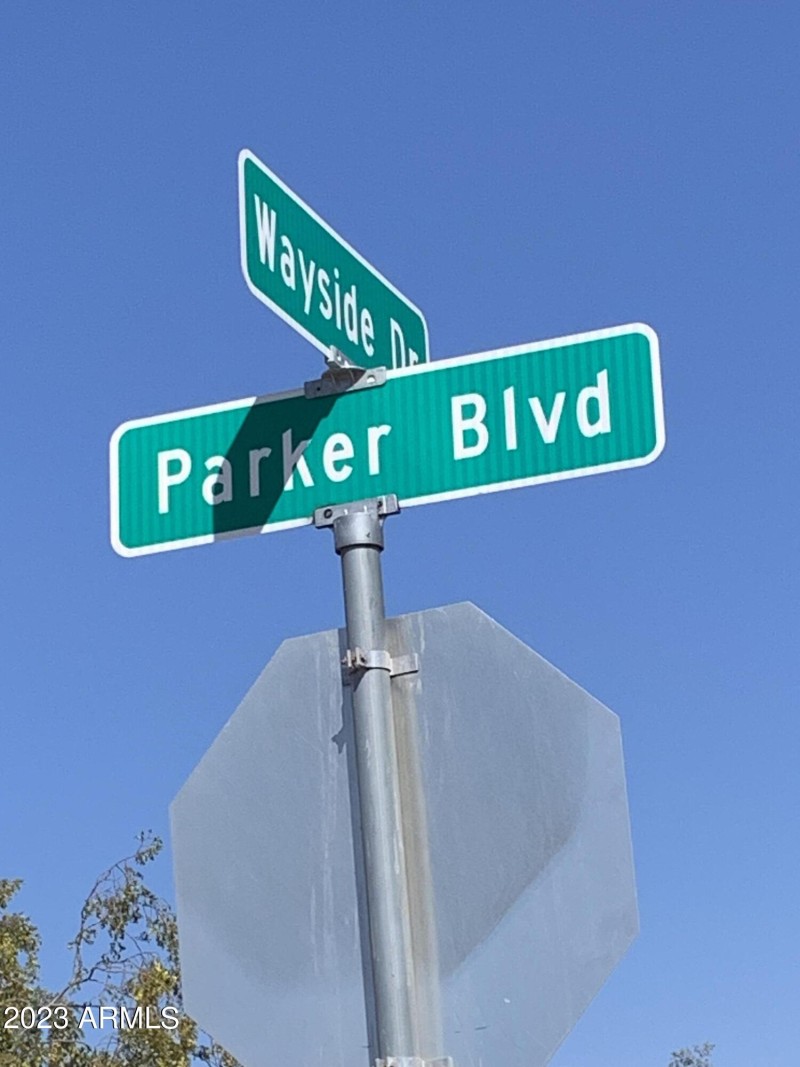 Wayside Dr
Parker Blvd
2023 ARMLS